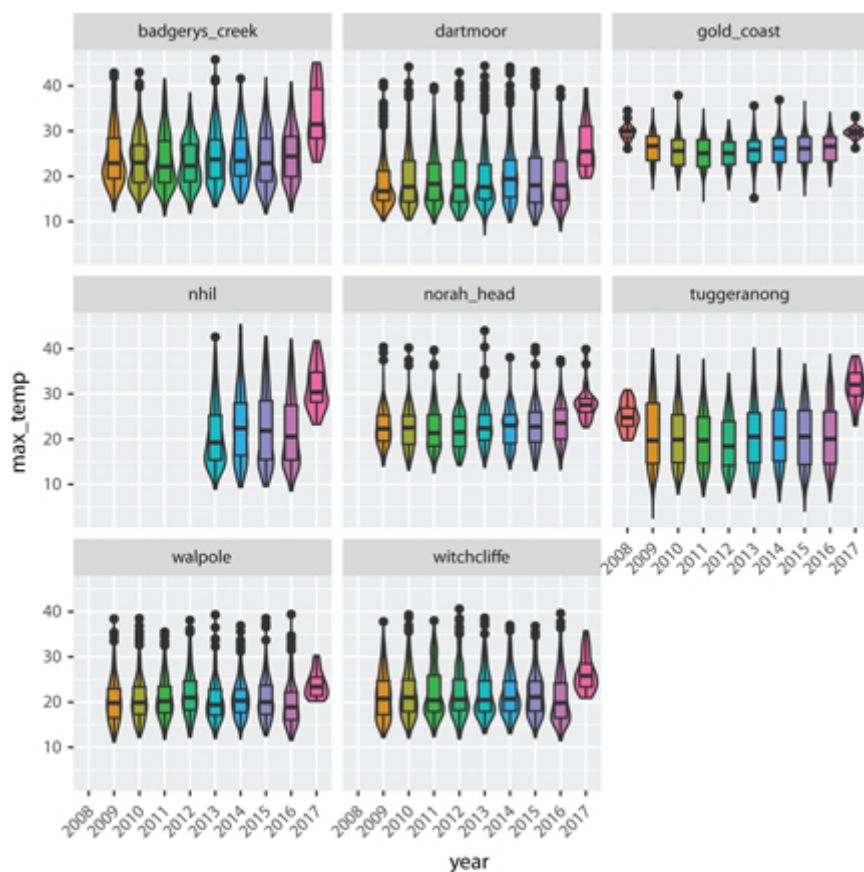 badgerys_creek dartmoor gold_coast
40
30
20
10
nhil norah_head tuggeranong
max_temp
40
30
20
10
2008 2009 2010 2011 2012 2013 2014 2015 2016 2017
walpole witchcliffe
40
30
20
10
2008 2009 2010 2011 2012 2013 2014 2015 2016 2017 2008 2009 2010 2011 2012 2013 2014 2015 2016 2017
year